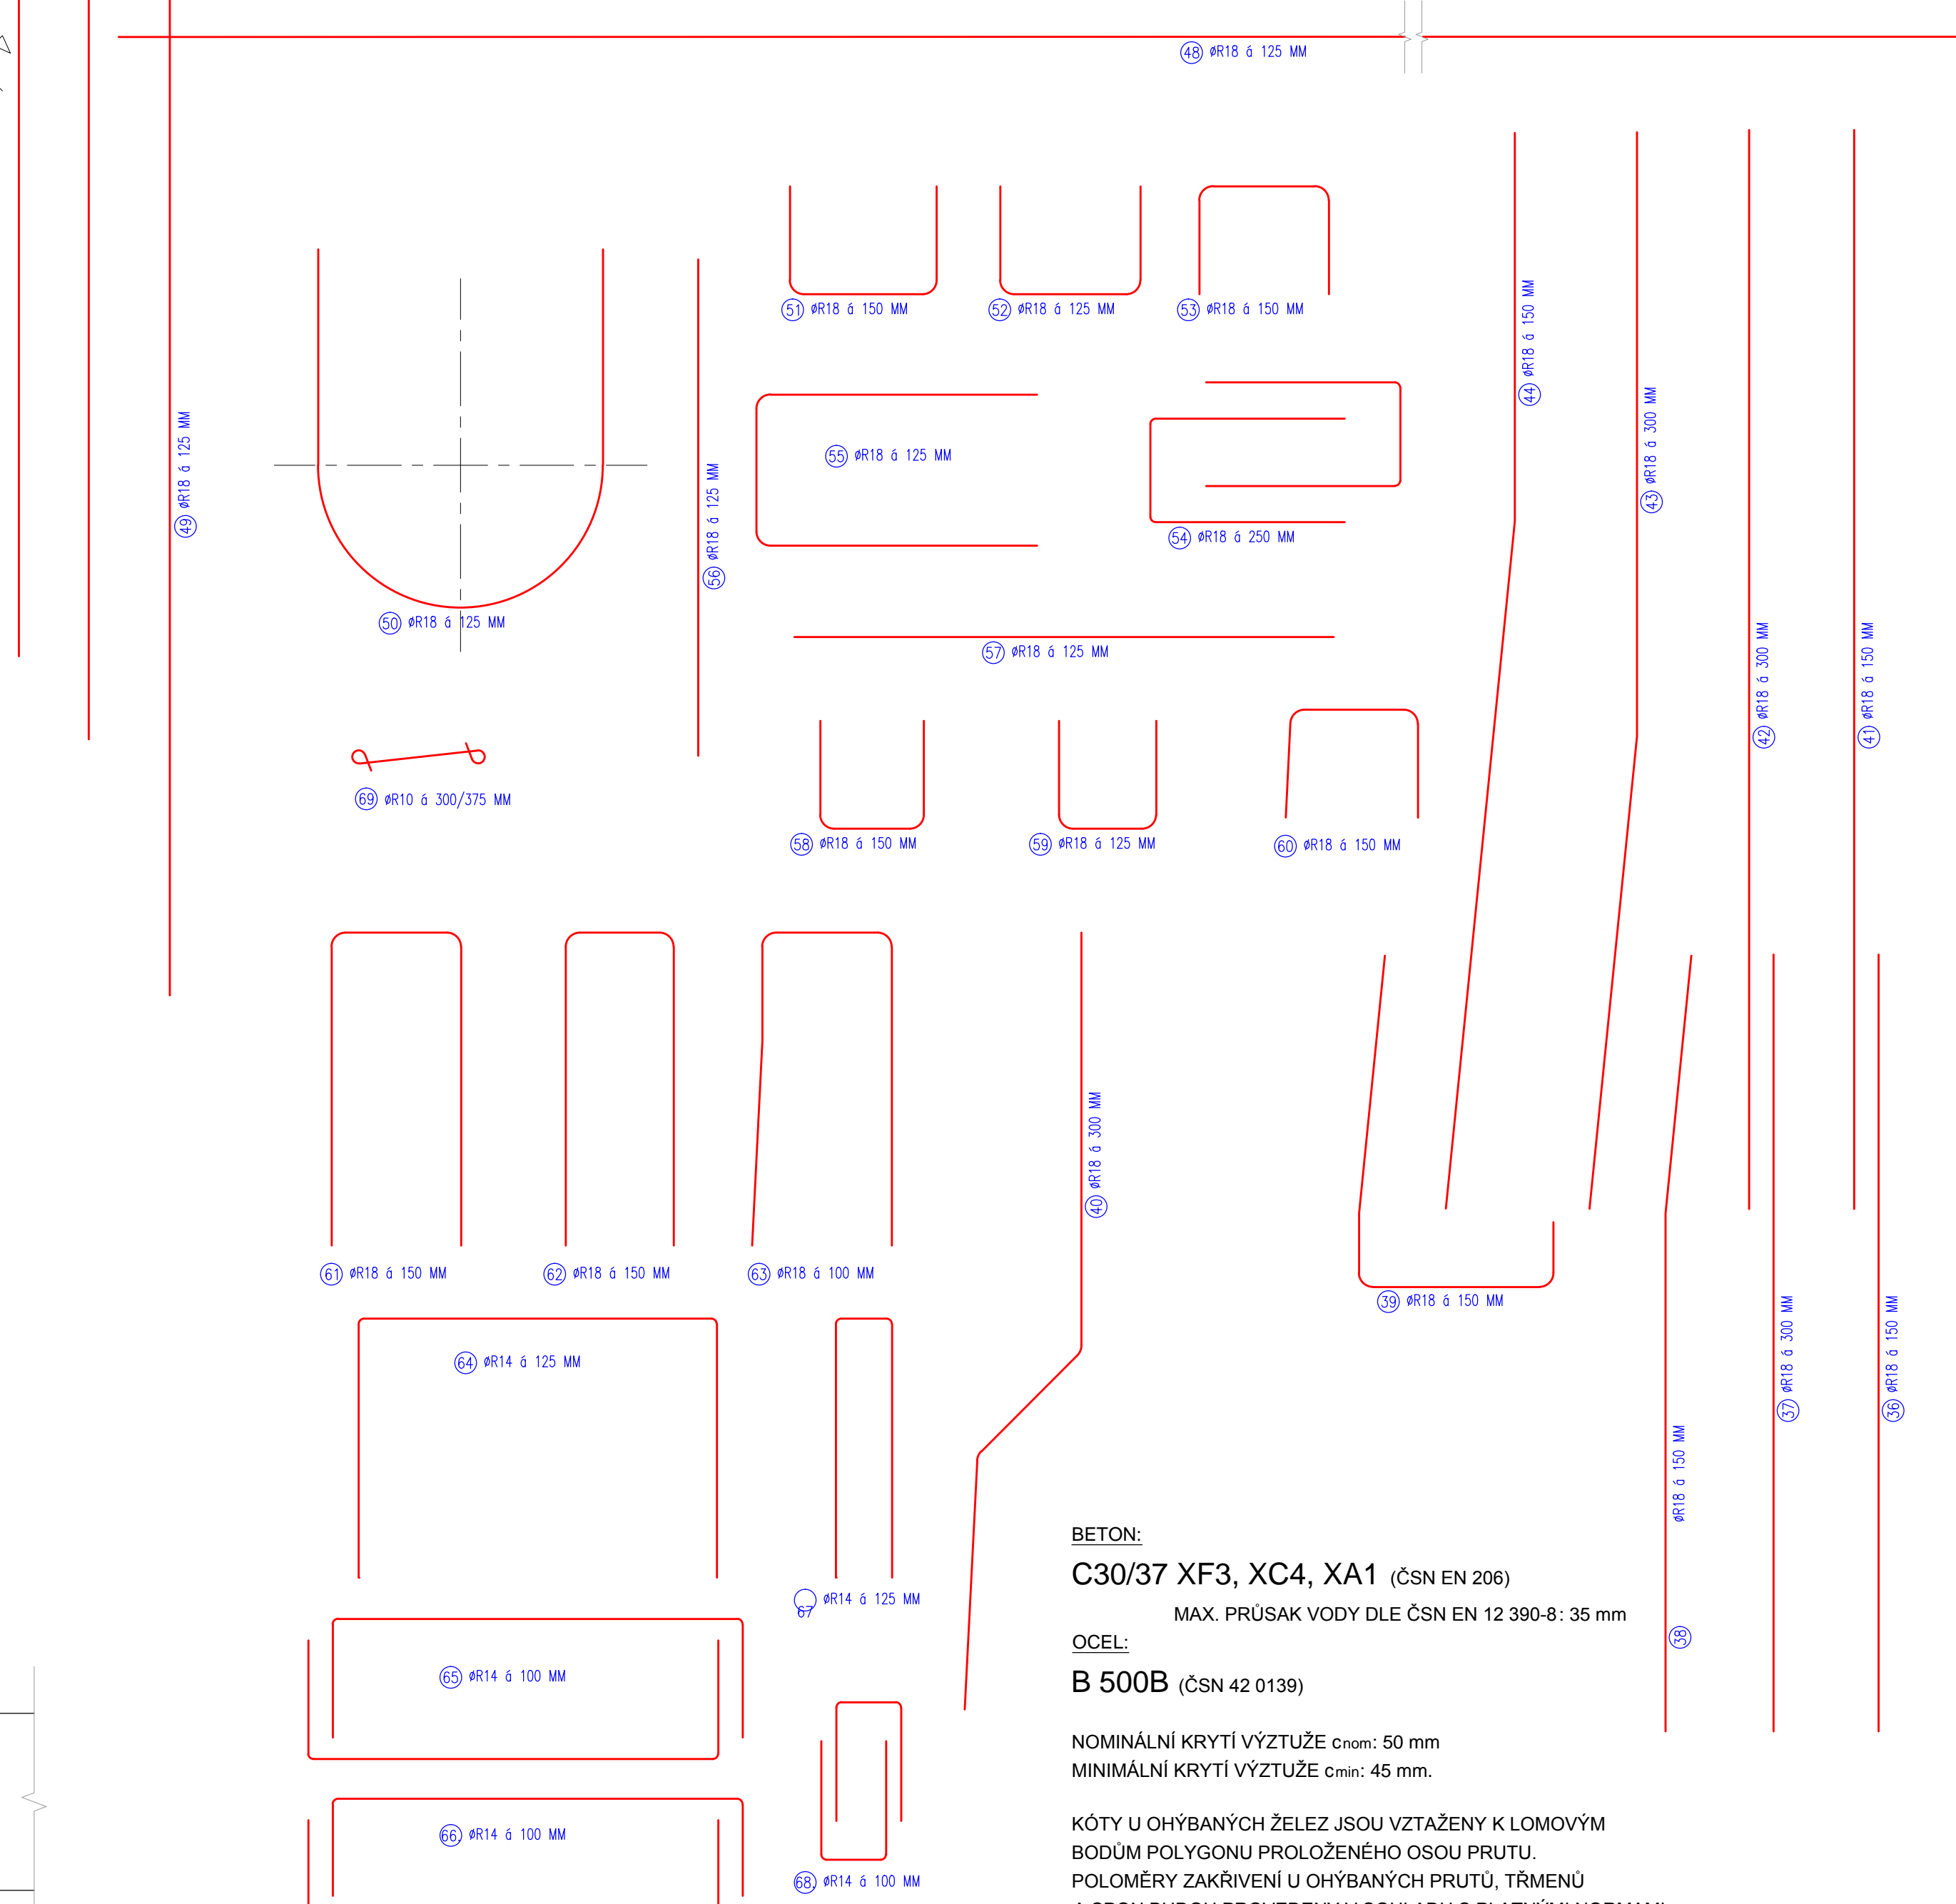 48 øR18 á 125 MM
49 øR18 á 125 MM
51 øR18 á 150 MM
52 øR18 á 125 MM
53 øR18 á 150 MM
44 øR18 á 150 MM
43 øR18 á 300 MM
42 øR18 á 300 MM
41 øR18 á 150 MM
55 øR18 á 125 MM
54 øR18 á 250 MM
56 øR18 á 125 MM
50 øR18 á 125 MM
57 øR18 á 125 MM
69 øR10 á 300/375 MM
58 øR18 á 150 MM
59 øR18 á 125 MM
60 øR18 á 150 MM
40 øR18 á 300 MM
61 øR18 á 150 MM
62 øR18 á 150 MM
63 øR18 á 100 MM
39 øR18 á 150 MM
37 øR18 á 300 MM
36 øR18 á 150 MM
64 øR14 á 125 MM
38 øR18 á 150 MM
67 øR14 á 125 MM
65 øR14 á 100 MM
66. øR14 á 100 MM
68. øR14 á 100 MM
BETON:
C30/37 XF3, XC4, XA1 (ČSN EN 206)
MAX. PRŮSAK VODY DLE ČSN EN 12 390-8: 35 mm
OCEL:
B 500B (ČSN 42 0139)
NOMINÁLNÍ KRYTÍ VÝZTUŽE cnom: 50 mm
MINIMÁLNÍ KRYTÍ VÝZTUŽE cmin: 45 mm.
KÓTY U OHÝBANÝCH ŽELEZ JSOU VZTAŽENY K LOMOVÝM
BODŮM POLYGONU PROLOŽENÉHO OSOU PRUTU.
POLOMĚRY ZAKŘIVENÍ U OHÝBANÝCH PRUTŮ, TŘMENŮ